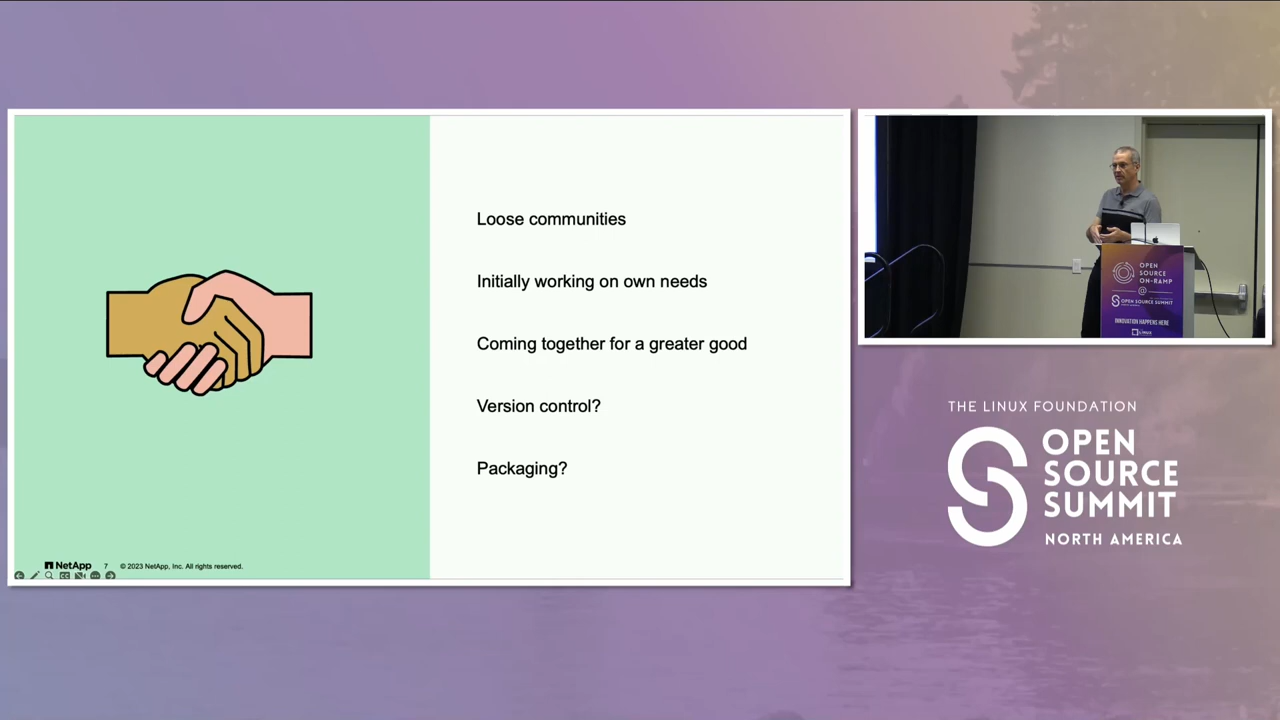 Loose communities
Initially working on own needs
Coming together for a greater good
Version control?
Packaging?
NetApp
7
© 2023 NetApp, Inc. All rights reserved.
OPEN
SOURCE
ON-RAMP
@
OPEN SOURCE SUMMIT
INNOVATION HAPPENS HERE
LINUX
THE LINUX FOUNDATION
OPEN
SOURCE
SUMMIT
NORTH AMERICA